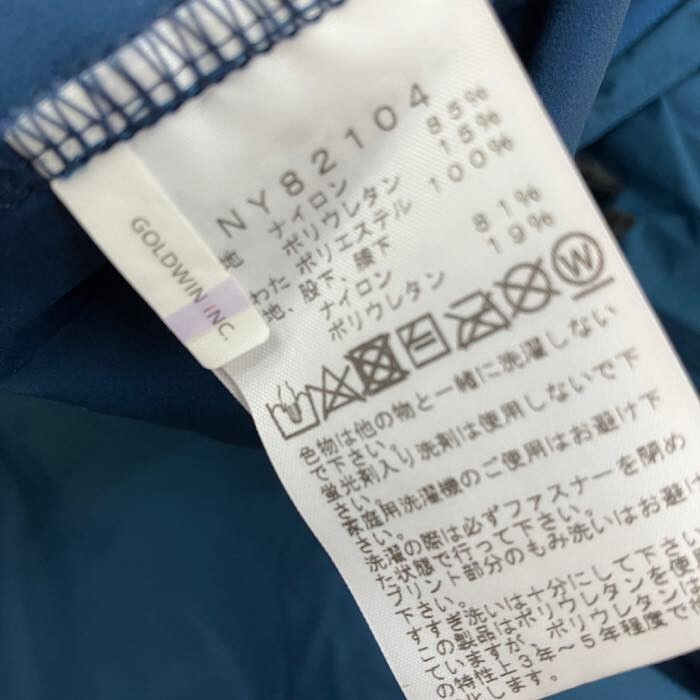 GOLDWIN INC.
NY82104
地 ナイロン 85%
ポリウレタン 15%
わた ポリエステル 100%
地、股下、膝下
ナイロン 81%
ポリウレタン 19%
W
色物は他の物と一緒に洗濯しない
で下さい。
蛍光剤入り洗剤は使用しないで下
さい。
家庭用洗濯機のご使用はお避け下
さい。
洗濯の際は必ずファスナーを閉め
た状態で行って下さい。
プリント部分のもみ洗いはお避け
下さい。
すすぎ洗いは十分にして下さい
この製品はポリウレタンを使
ていますが、ポリウレタンは
の特性上3年～5年程度で
化します。